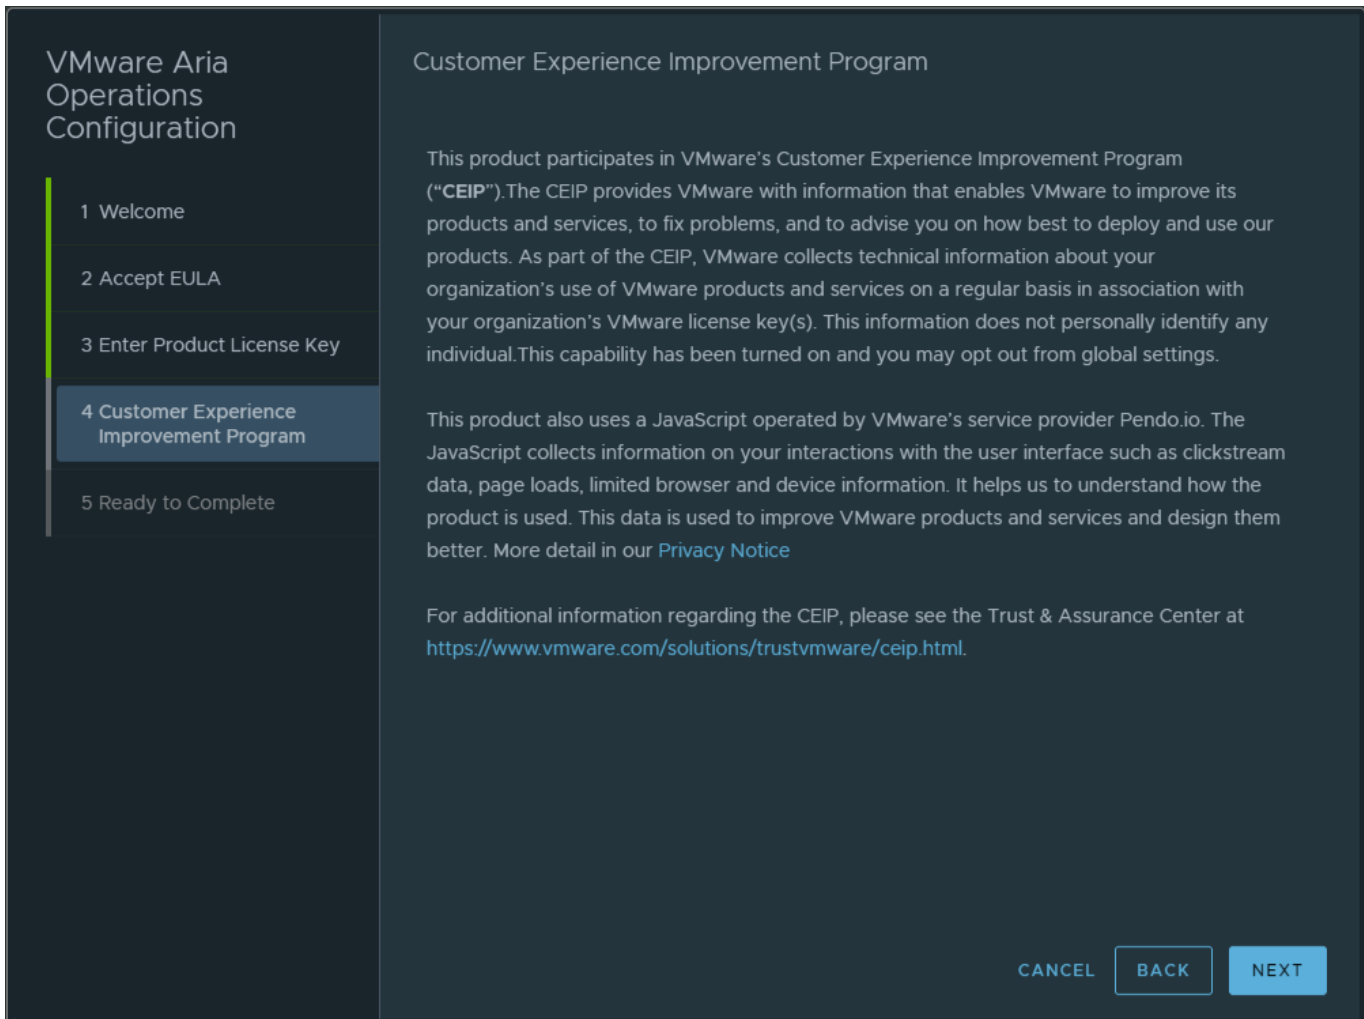 VMware Aria
Operations
Configuration
1 Welcome
2 Accept EULA
3 Enter Product License Key
4 Customer Experience
Improvement Program
5 Ready to Complete
Customer Experience Improvement Program
This product participates in VMware’s Customer Experience Improvement Program
(“CEIP”).The CEIP provides VMware with information that enables VMware to improve its
products and services, to fix problems, and to advise you on how best to deploy and use our
products. As part of the CEIP, VMware collects technical information about your
organization’s use of VMware products and services on a regular basis in association with
your organization’s VMware license key(s). This information does not personally identify any
individual.This capability has been turned on and you may opt out from global settings.
This product also uses a JavaScript operated by VMware’s service provider Pendo.io. The
JavaScript collects information on your interactions with the user interface such as clickstream
data, page loads, limited browser and device information. It helps us to understand how the
product is used. This data is used to improve VMware products and services and design them
better. More detail in our Privacy Notice
For additional information regarding the CEIP, please see the Trust & Assurance Center at
https://www.vmware.com/solutions/trustvmware/ceip.html.
CANCEL BACK NEXT